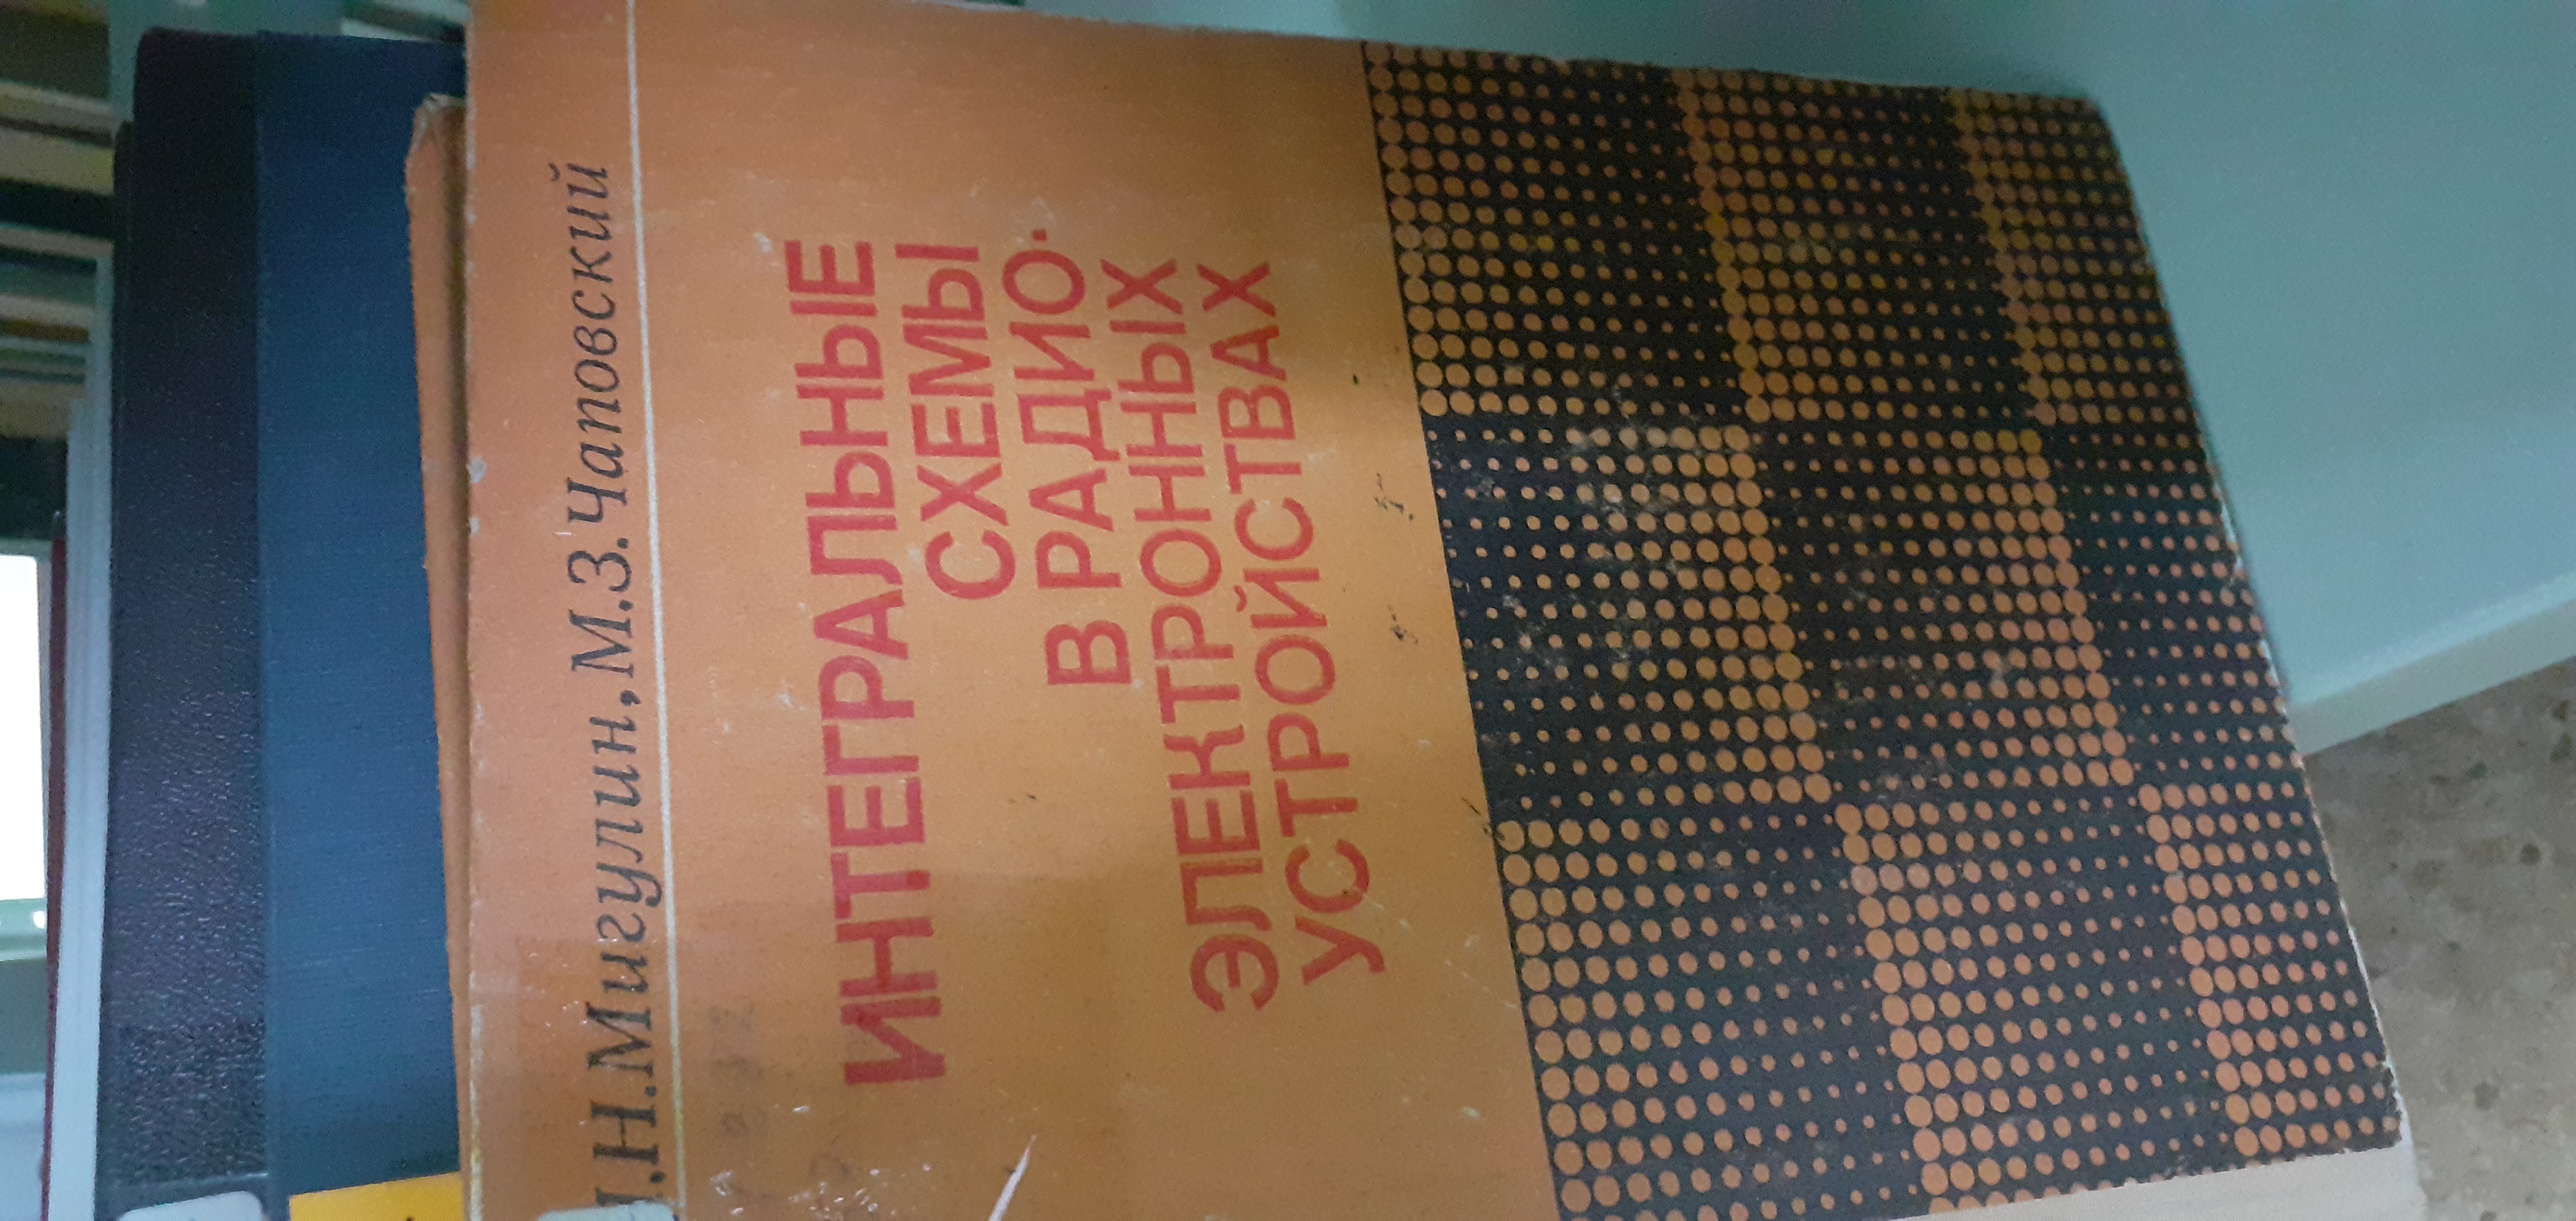 .Н.Мигулин, М.З.Чаповский
ИНТЕГРАЛЬНЫЕ
СХЕМЫ
В РАДИО-
ЭЛЕКТРОННЫХ
УСТРОЙСТВАХ